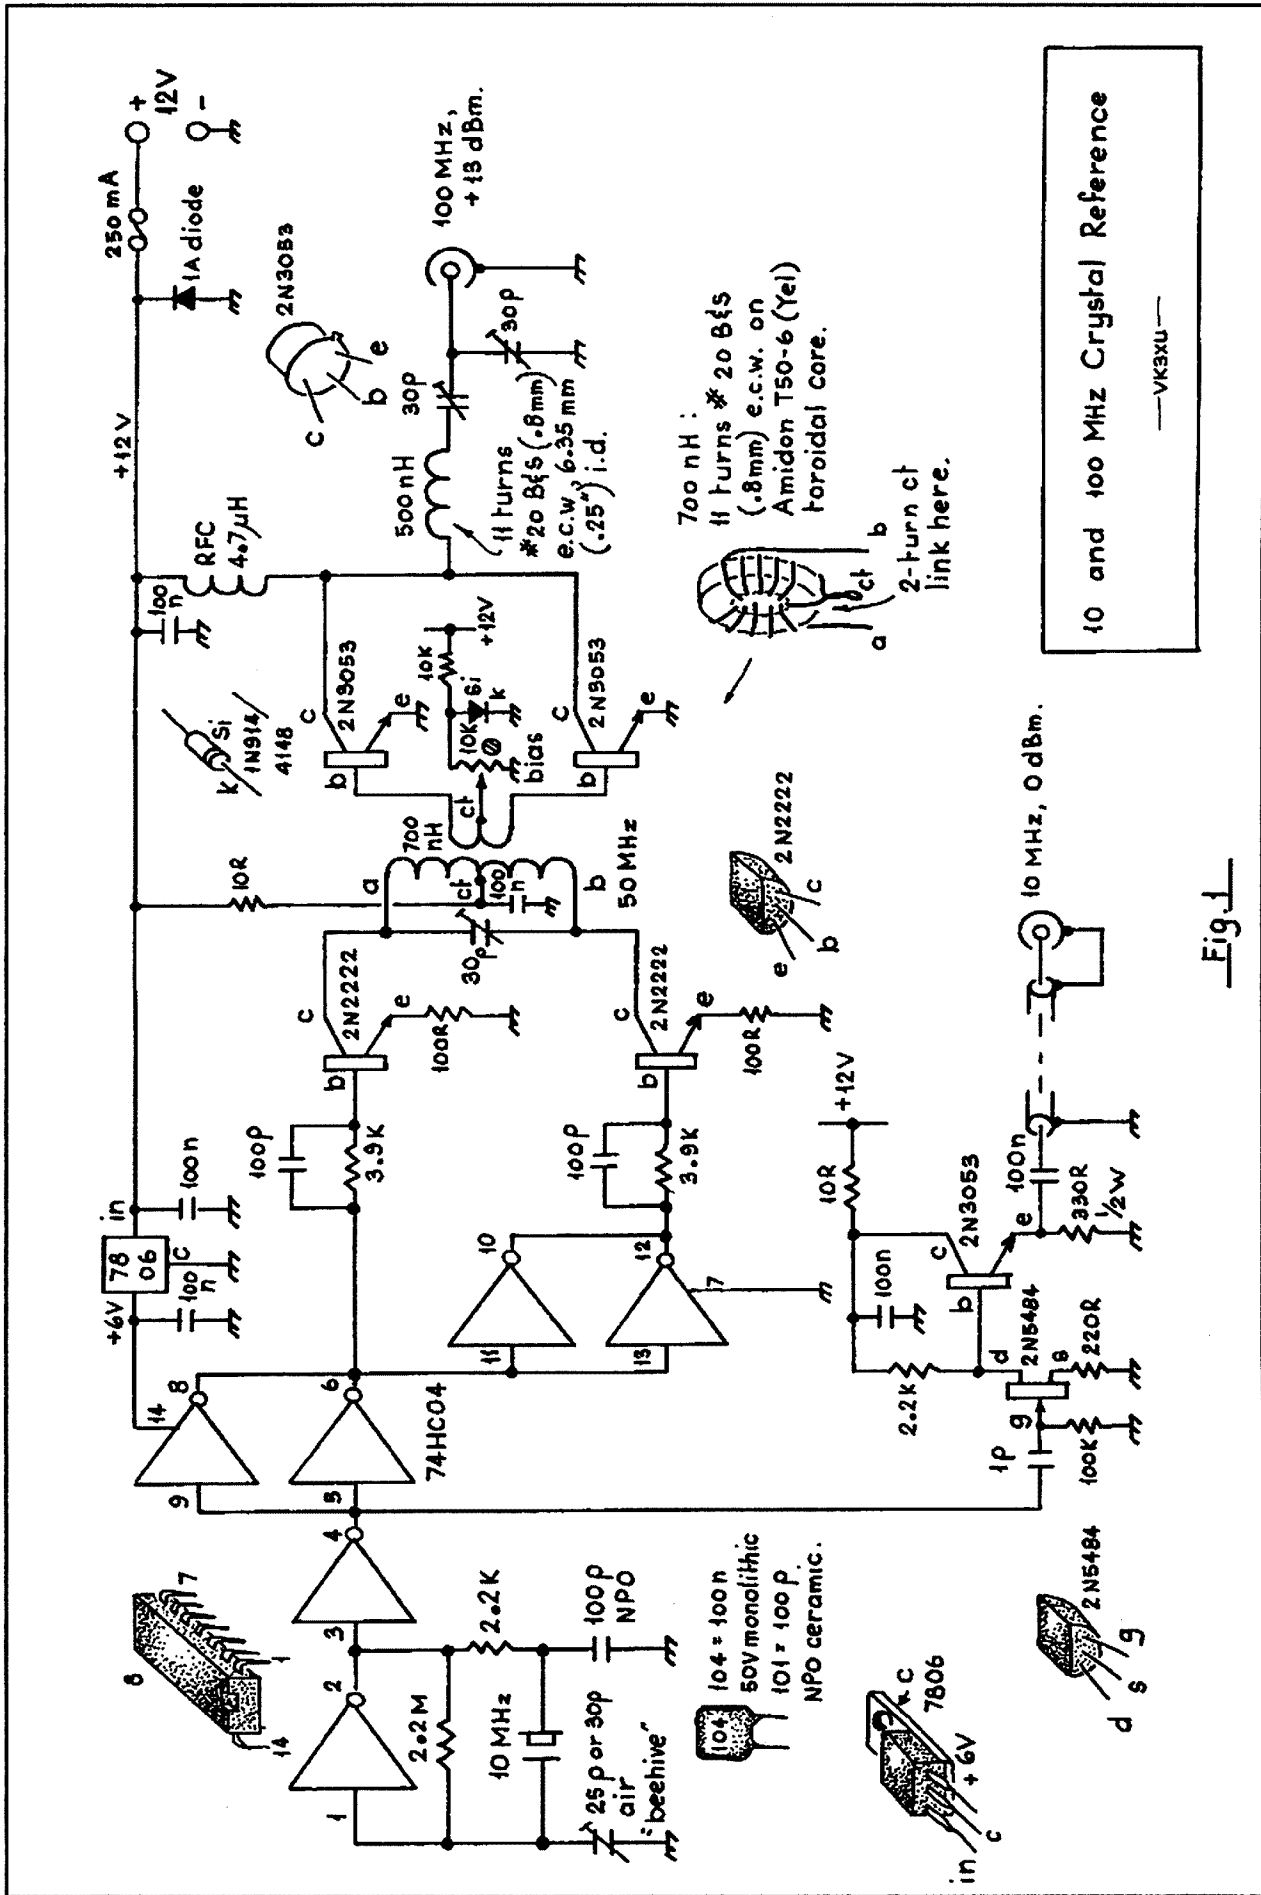 250 mA
+
12V
-
1A diode
+12V
2N3053
c
b
e
100 MHz,
+13 dBm.
RFC
4.7µH
100
n
500nH
30p
30p
11 turns
#20 B&S (.8mm)
e.c.w, 6.35mm
(.25") i.d.
k
Si
1N914/
4148
c
b
2N3053
e
10K
+12V
Si
k
10K
bias
ct
c
b
2N3053
e
700 nH :
11 turns # 20 B&S
(.8mm) e.c.w. on
Amidon T50-6 (Yel)
toroidal core.
a
ct
b
2-turn ct
link here.
10R
a
700
nH
ct
100
n
b
50 MHz
30p
c
b
2N2222
e
100R
c
b
2N2222
e
100R
e
b
c
2N2222
in
78
06
c
+6V
100
n
100n
100p
3.9K
100p
3.9K
14
9
8
5
6
74HC04
11
10
13
12
7
3
4
8
7
14
1
1
2
2.2M
2.2K
10 MHz
100p
NPO
25p or 30p
air
"beehive"
104
104 = 100n
50V monolithic
101 = 100p.
NPO ceramic.
in
c
+6V
c
7806
d
s
g
2N5484
+12V
10R
100n
2.2K
c
b
2N3053
e
100n
330R
½W
d
2N5484
g
s
220R
1p
100K
10 MHz, 0 dBm.
10 and 100 MHz Crystal Reference
—VK3XU—
Fig.1